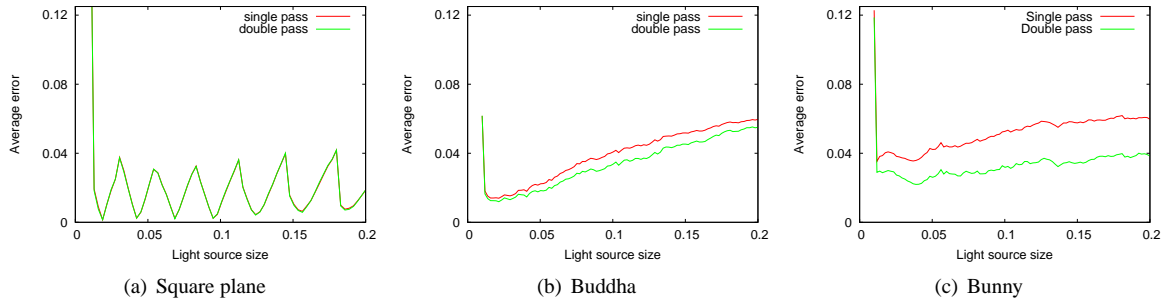 single pass
double pass
0.12
0.08
0.04
0
Average error
0 0.05 0.1 0.15 0.2
Light source size
(a) Square plane
single pass
double pass
0.12
0.08
0.04
0
Average error
0 0.05 0.1 0.15 0.2
Light source size
(b) Buddha
Single pass
Double pass
0.12
0.08
0.04
0
Average error
0 0.05 0.1 0.15 0.2
Light source size
(c) Bunny